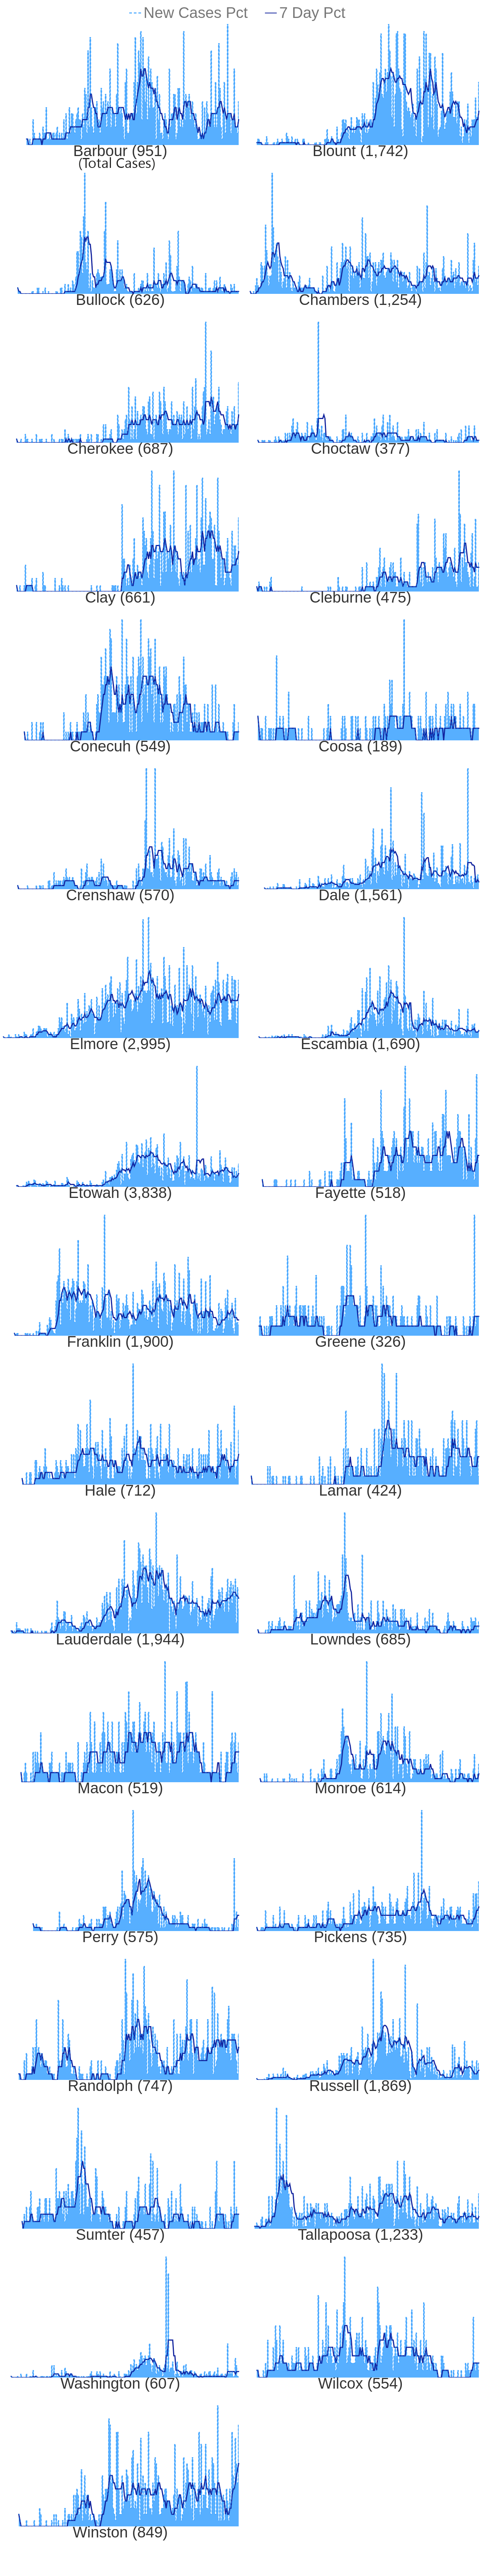 New Cases Pct 7 Day Pct
Barbour (951) Blount (1,742)
(Total Cases)
Bullock (626) Chambers (1,254)
Cherokee (687) Choctaw (377)
Clay (661) Cleburne (475)
Conecuh (549) Coosa (189)
Crenshaw (570) Dale (1,561)
Elmore (2,995) Escambia (1,690)
Etowah (3,838) Fayette (518)
Franklin (1,900) Greene (326)
Hale (712) Lamar (424)
Lauderdale (1,944) Lowndes (685)
Macon (519) Monroe (614)
Perry (575) Pickens (735)
Randolph (747) Russell (1,869)
Sumter (457) Tallapoosa (1,233)
Washington (607) Wilcox (554)
Winston (849)